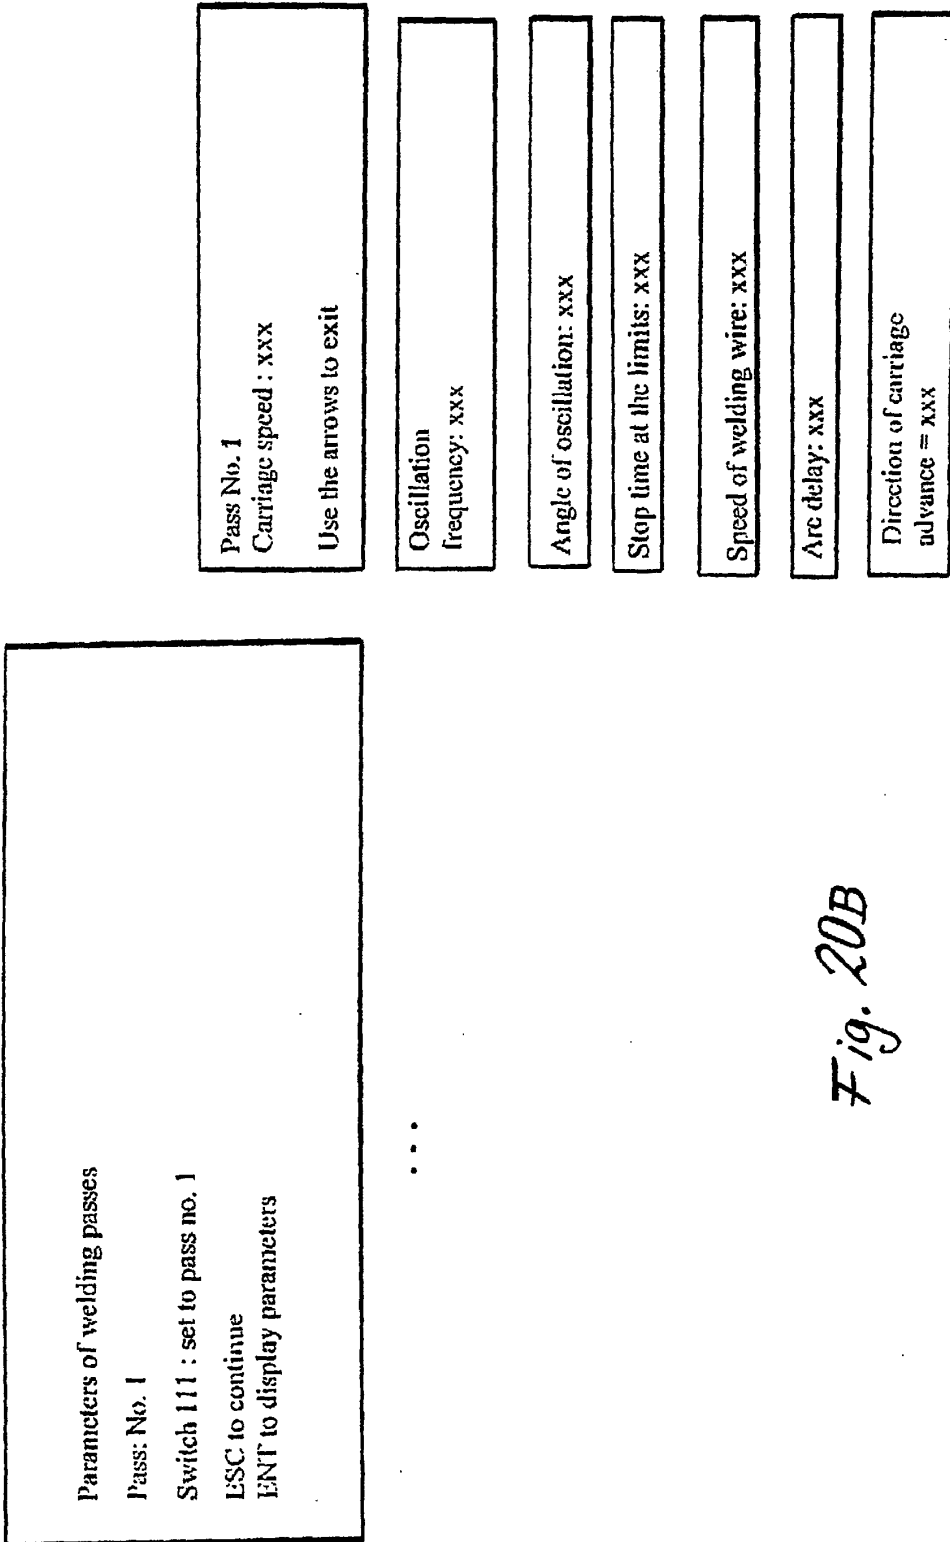 Parameters of welding passes
Pass: No. 1
Switch 111 : set to pass no. 1
ESC to continue
ENT to display parameters
...
Pass No. 1
Carriage speed : xxx
Use the arrows to exit
Oscillation
frequency: xxx
Angle of oscillation: xxx
Stop time at the limits: xxx
Speed of welding wire: xxx
Arc delay: xxx
Direction of carriage
advance = xxx
Fig. 20B